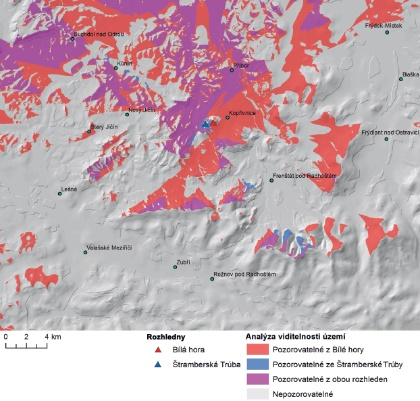 Frýdek Místek
Suchdol nad Odrou
Kunín
Příbor
Baška
Nový Jičín
Kopřivnice
Starý Jičín
Frýdlant nad Ostravicí
Frenštát pod Radhoštěm
Lešná
Valašské Meziříčí
Zubří
Rožnov pod Radhoštěm
0 2 4 km
Rozhledny
Bílá hora
Štramberská Trúba
Analýza viditelnosti území
Pozorovatelné z Bílé hory
Pozorovatelné ze Štramberské Trúby
Pozorovatelné z obou rozhleden
Nepozorovatelné